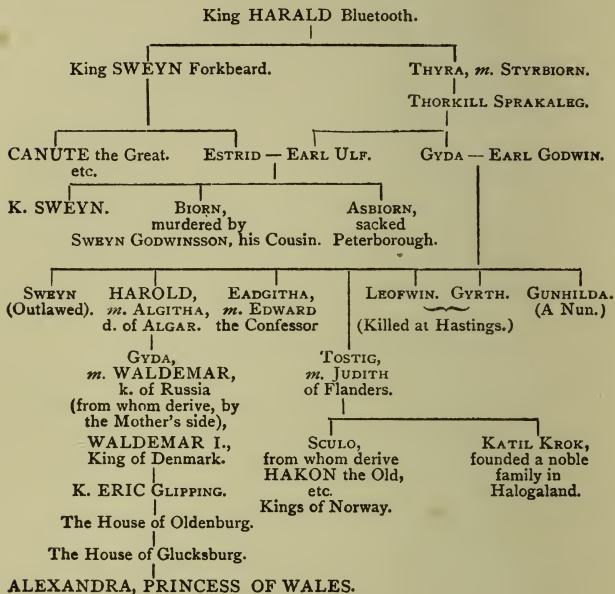 King HARALD Bluetooth.
King SWEYN Forkbeard. THYRA, m. STYRBIORN.
THORKILL SPRAKALEG.
CANUTE the Great. ESTRID — EARL ULF. GYDA — EARL GODWIN.
etc.
K. SWEYN. BIORN, ASBIORN,
murdered by sacked
SWEYN GODWINSSON, his Cousin. Peterborough.
SWEYN HAROLD, EADGITHA, LEOFWIN. GYRTH. GUNHILDA.
(Outlawed). m. ALGITHA, m. EDWARD (Killed at Hastings.) (A Nun.)
d. of ALGAR. the Confessor
GYDA, TOSTIG,
m. WALDEMAR, m. JUDITH
k. of Russia of Flanders.
(from whom derive, by
the Mother's side),
WALDEMAR I., SCULO, KATIL KROK,
King of Denmark. from whom derive founded a noble
HAKON the Old, family in
K. ERIC GLIPPING. etc. Halogaland.
Kings of Norway.
The House of Oldenburg.
The House of Glucksburg.
ALEXANDRA, PRINCESS OF WALES.